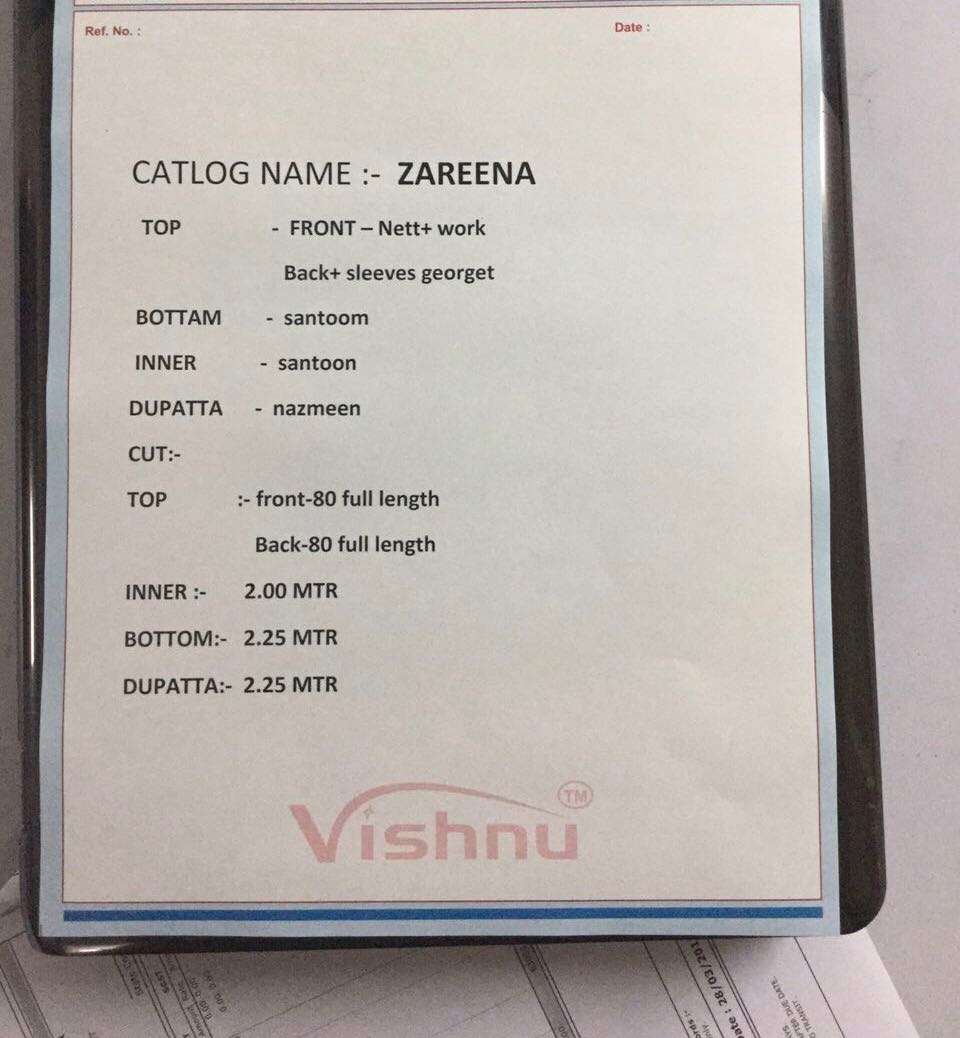 Ref. No. :
Date :
CATLOG NAME :- ZAREENA
TOP - FRONT – Nett+ work
Back+ sleeves georget
BOTTAM - santoom
INNER - santoon
DUPATTA - nazmeen
CUT:-
TOP :- front-80 full length
Back-80 full length
INNER :- 2.00 MTR
BOTTOM:- 2.25 MTR
DUPATTA:- 2.25 MTR
Vishnu TM